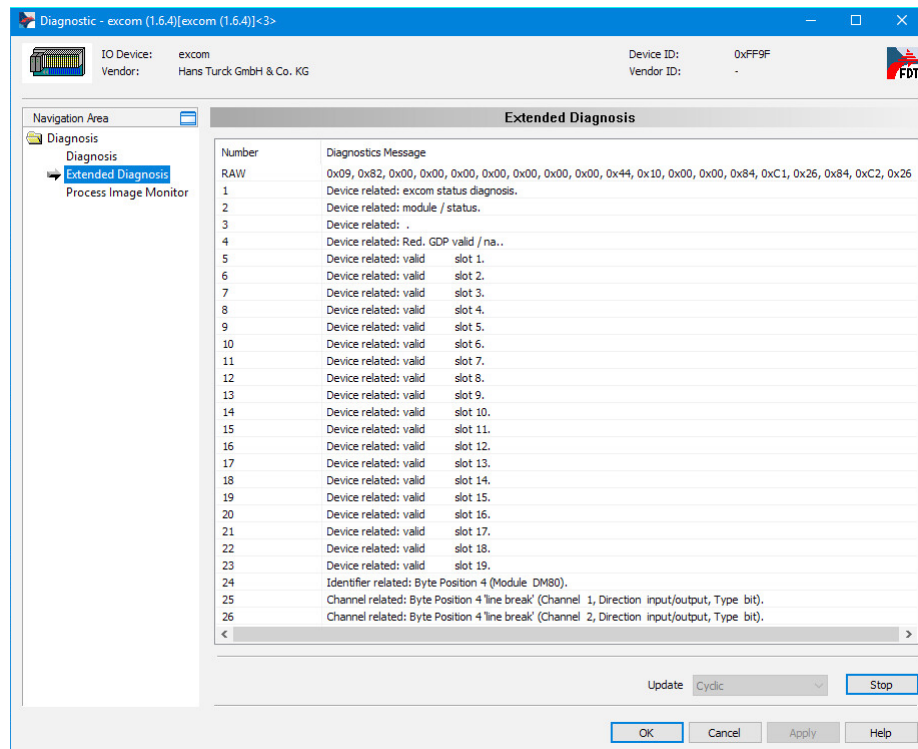 Diagnostic - excom (1.6.4)[excom (1.6.4)]<3>
IO Device: excom Device ID: 0xFF9F
Vendor: Hans Turck GmbH & Co. KG Vendor ID: -
FDT
Navigation Area
Diagnosis
Diagnosis
Extended Diagnosis
Process Image Monitor
Extended Diagnosis
Number Diagnostics Message
RAW 0x09, 0x82, 0x00, 0x00, 0x00, 0x00, 0x00, 0x00, 0x00, 0x44, 0x10, 0x00, 0x00, 0x84, 0xC1, 0x26, 0x84, 0xC2, 0x26
1 Device related: excom status diagnosis.
2 Device related: module / status.
3 Device related: .
4 Device related: Red. GDP valid / na..
5 Device related: valid slot 1.
6 Device related: valid slot 2.
7 Device related: valid slot 3.
8 Device related: valid slot 4.
9 Device related: valid slot 5.
10 Device related: valid slot 6.
11 Device related: valid slot 7.
12 Device related: valid slot 8.
13 Device related: valid slot 9.
14 Device related: valid slot 10.
15 Device related: valid slot 11.
16 Device related: valid slot 12.
17 Device related: valid slot 13.
18 Device related: valid slot 14.
19 Device related: valid slot 15.
20 Device related: valid slot 16.
21 Device related: valid slot 17.
22 Device related: valid slot 18.
23 Device related: valid slot 19.
24 Identifier related: Byte Position 4 (Module DM80).
25 Channel related: Byte Position 4 'line break' (Channel 1, Direction input/output, Type bit).
26 Channel related: Byte Position 4 'line break' (Channel 2, Direction input/output, Type bit).
Update Cyclic Stop
OK Cancel Apply Help